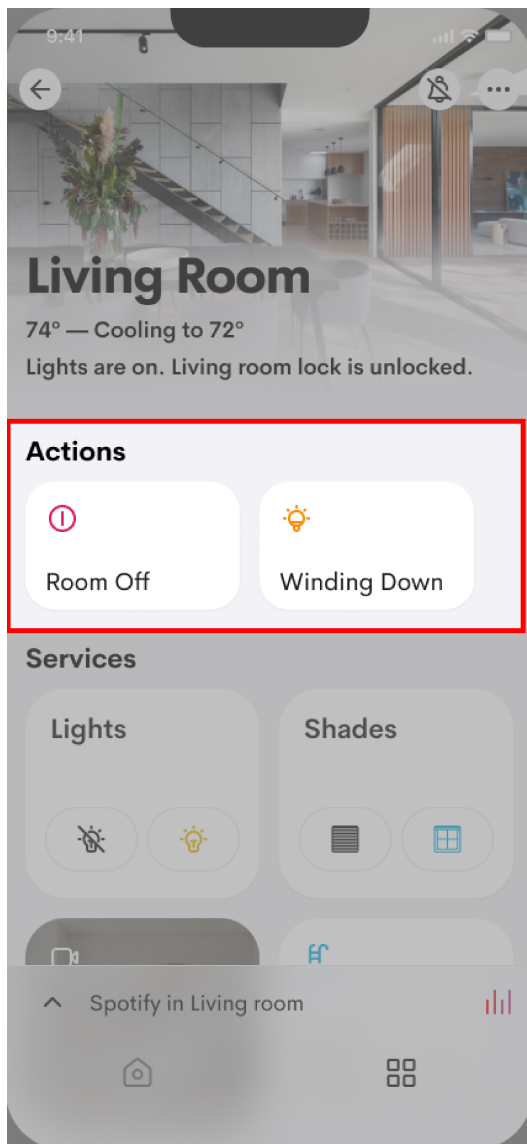 9:41
Living Room
74° — Cooling to 72°
Lights are on. Living room lock is unlocked.
Actions
Room Off
Winding Down
Services
Lights
Shades
Spotify in Living room